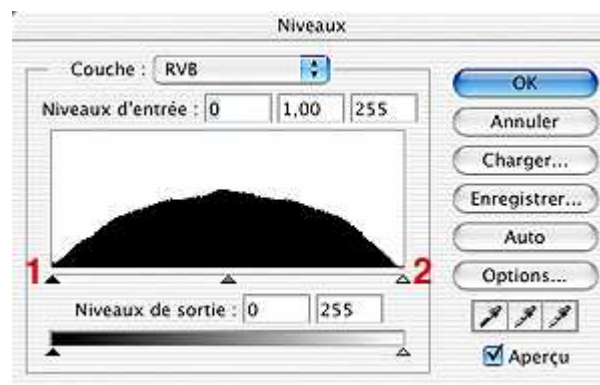 Niveaux
Couche : RVB
Niveaux d'entrée : 0 1,00 255
1 2
Niveaux de sortie : 0 255
OK
Annuler
Charger...
Enregistrer...
Auto
Options...
Aperçu